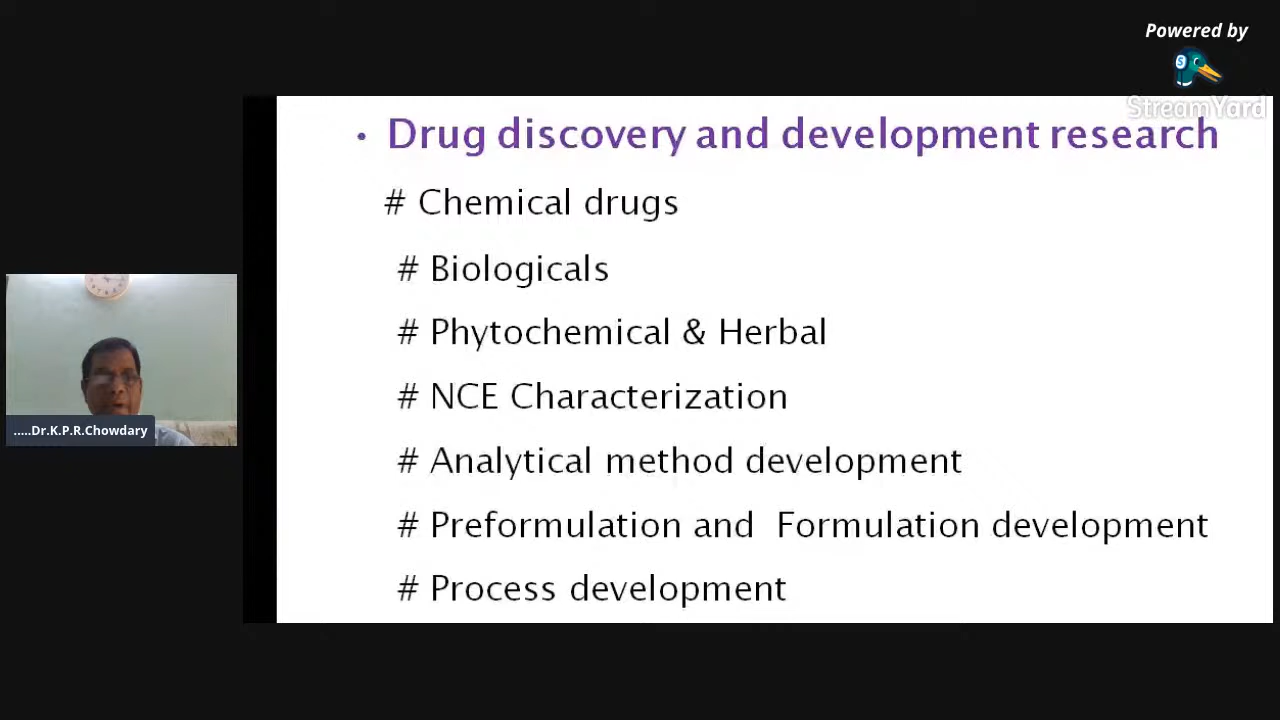 Powered by
StreamYard
• Drug discovery and development research
# Chemical drugs
# Biologicals
# Phytochemical & Herbal
# NCE Characterization
# Analytical method development
# Preformulation and Formulation development
# Process development
.....Dr.K.P.R.Chowdary